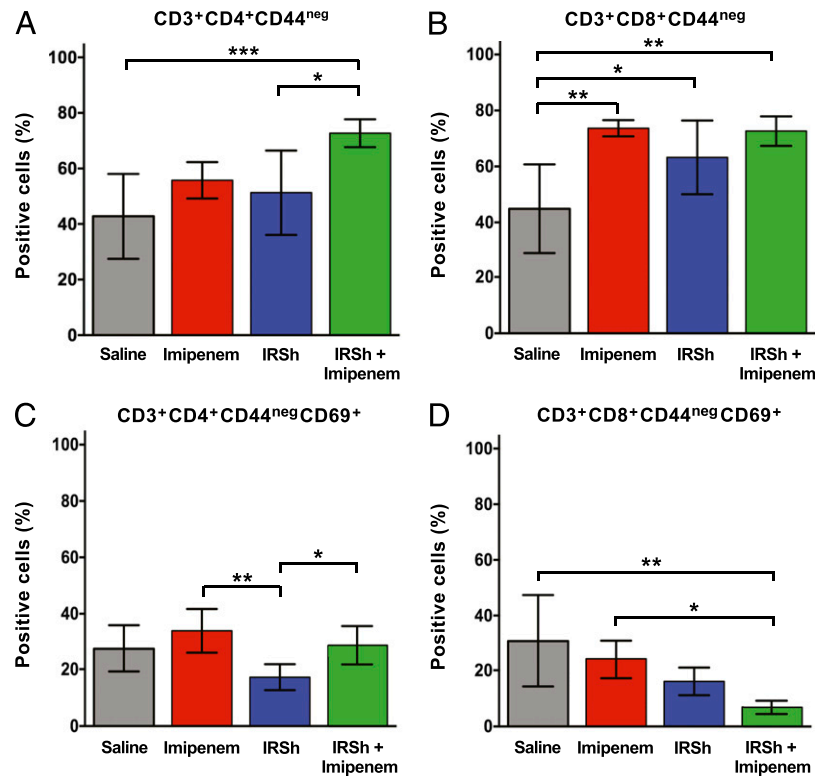 A
CD3⁺CD4⁺CD44ⁿᵉᵍ
Positive cells (%)
100
80
60
40
20
0
***
*
Saline
Imipenem
IRSh
IRSh +
Imipenem
B
CD3⁺CD8⁺CD44ⁿᵉᵍ
Positive cells (%)
100
80
60
40
20
0
**
*
**
Saline
Imipenem
IRSh
IRSh +
Imipenem
C
CD3⁺CD4⁺CD44ⁿᵉᵍCD69⁺
Positive cells (%)
100
80
60
40
20
0
**
*
Saline
Imipenem
IRSh
IRSh +
Imipenem
D
CD3⁺CD8⁺CD44ⁿᵉᵍCD69⁺
Positive cells (%)
100
80
60
40
20
0
**
*
Saline
Imipenem
IRSh
IRSh +
Imipenem